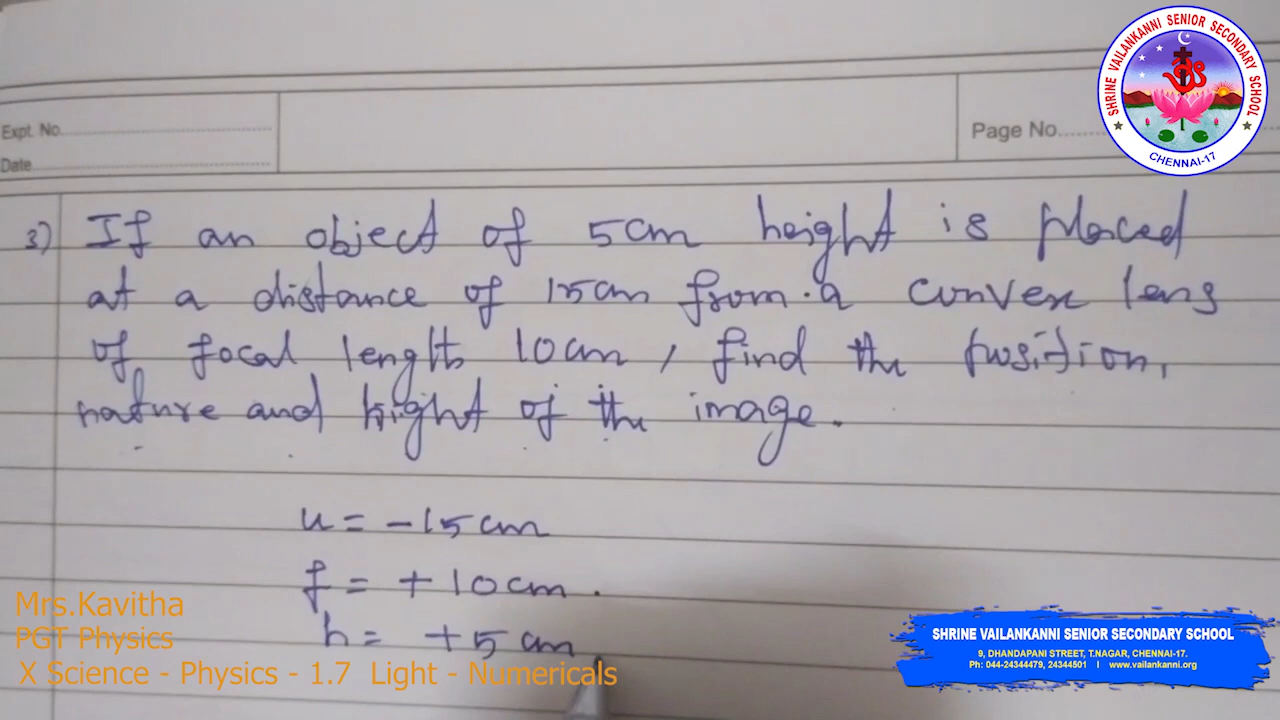 SHRINE VAILANKANNI SENIOR SECONDARY SCHOOL
CHENNAI-17
Expt. No.
Date
Page No.
3) If an object of 5cm height is placed
at a distance of 15cm from a convex lens
of focal length 10cm, find the position,
nature and height of the image.
u = -15cm
f = +10cm.
h = +5cm
Mrs.Kavitha
PGT Physics
X Science - Physics - 1.7 Light - Numericals
SHRINE VAILANKANNI SENIOR SECONDARY SCHOOL
9, DHANDAPANI STREET, T.NAGAR, CHENNAI-17.
Ph: 044-24344479, 24344501 | www.vailankanni.org